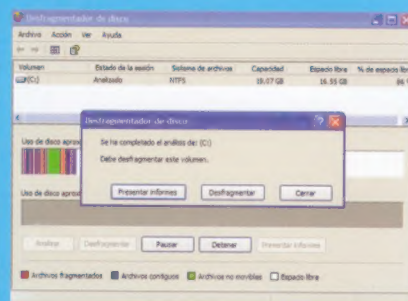 Desfragmentador de disco
Archivo Acción Ver Ayuda
Volumen Estado de la sesión Sistema de archivos Capacidad Espacio libre % de espacio libre
(C:) Analizado NTFS 18.07 GB 16.55 GB
Desfragmentador de disco
Se ha completado el análisis de: (C:)
Debe desfragmentar este volumen.
Presentar informes Desfragmentar Cerrar
Uso de disco aprox
Uso de disco aprox
Analizar Desfragmentar Pausar Detener Presentar informes
Archivos fragmentados Archivos contiguos Archivos no movibles Espacio libre